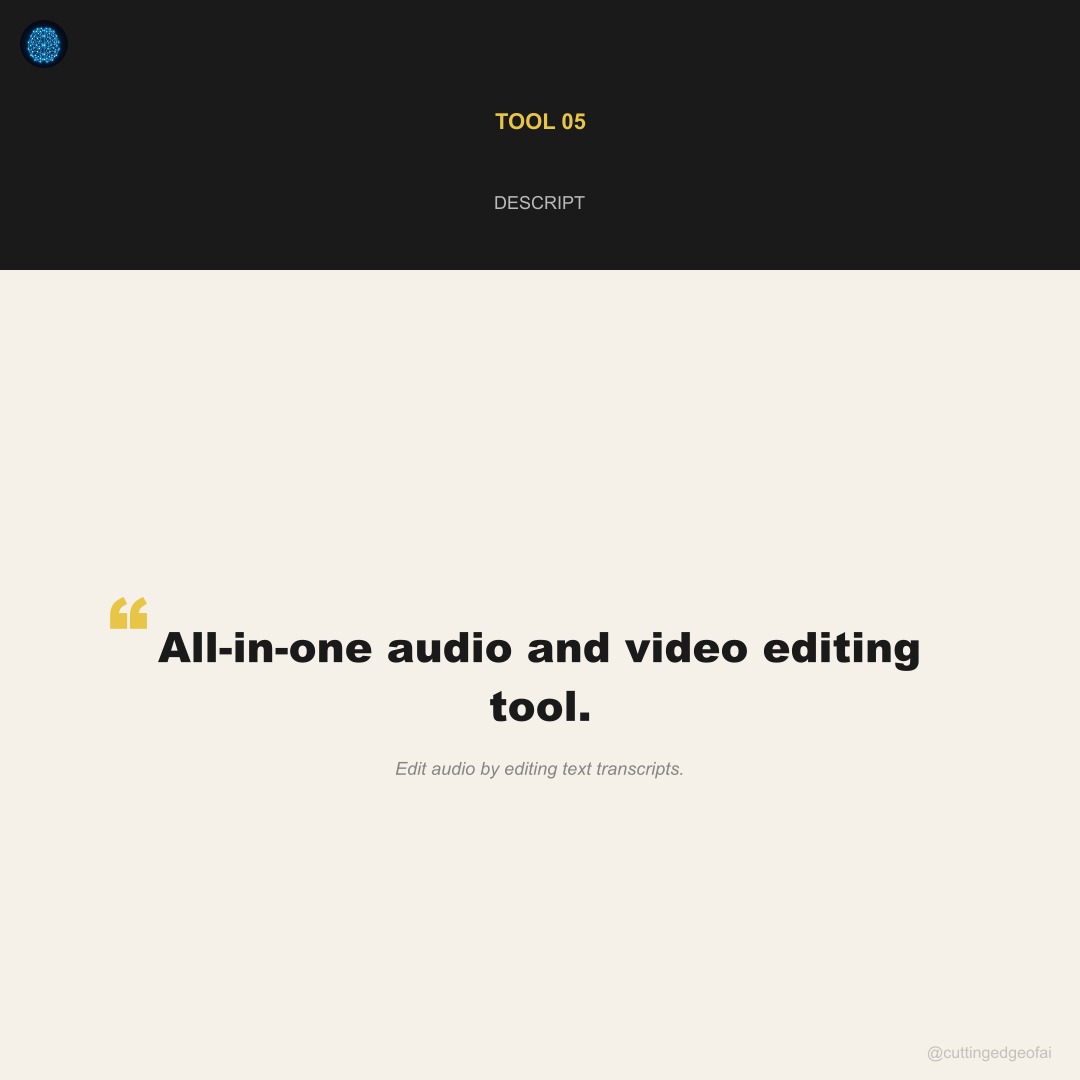 TOOL 05
DESCRIPT
“
All-in-one audio and video editing
tool.
Edit audio by editing text transcripts.
@cuttingedgeofai